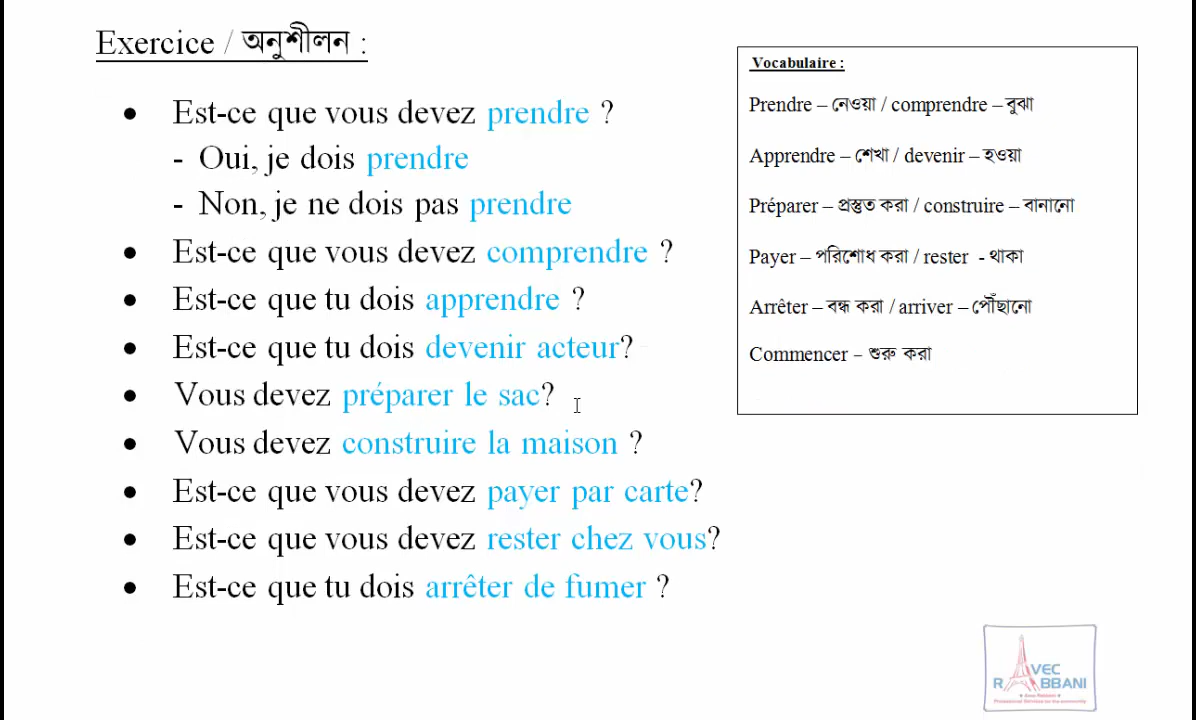 Exercice / অনুশীলন :
• Est-ce que vous devez prendre ?
- Oui, je dois prendre
- Non, je ne dois pas prendre
• Est-ce que vous devez comprendre ?
• Est-ce que tu dois apprendre ?
• Est-ce que tu dois devenir acteur?
• Vous devez préparer le sac?
• Vous devez construire la maison ?
• Est-ce que vous devez payer par carte?
• Est-ce que vous devez rester chez vous?
• Est-ce que tu dois arrêter de fumer ?
Vocabulaire :
Prendre – নেওয়া / comprendre – বুঝা
Apprendre – শেখা / devenir – হওয়া
Préparer – প্রস্তুত করা / construire – বানানো
Payer – পরিশোধ করা / rester - থাকা
Arrêter – বন্ধ করা / arriver – পৌঁছানো
Commencer – শুরু করা
AVEC
RABBANI